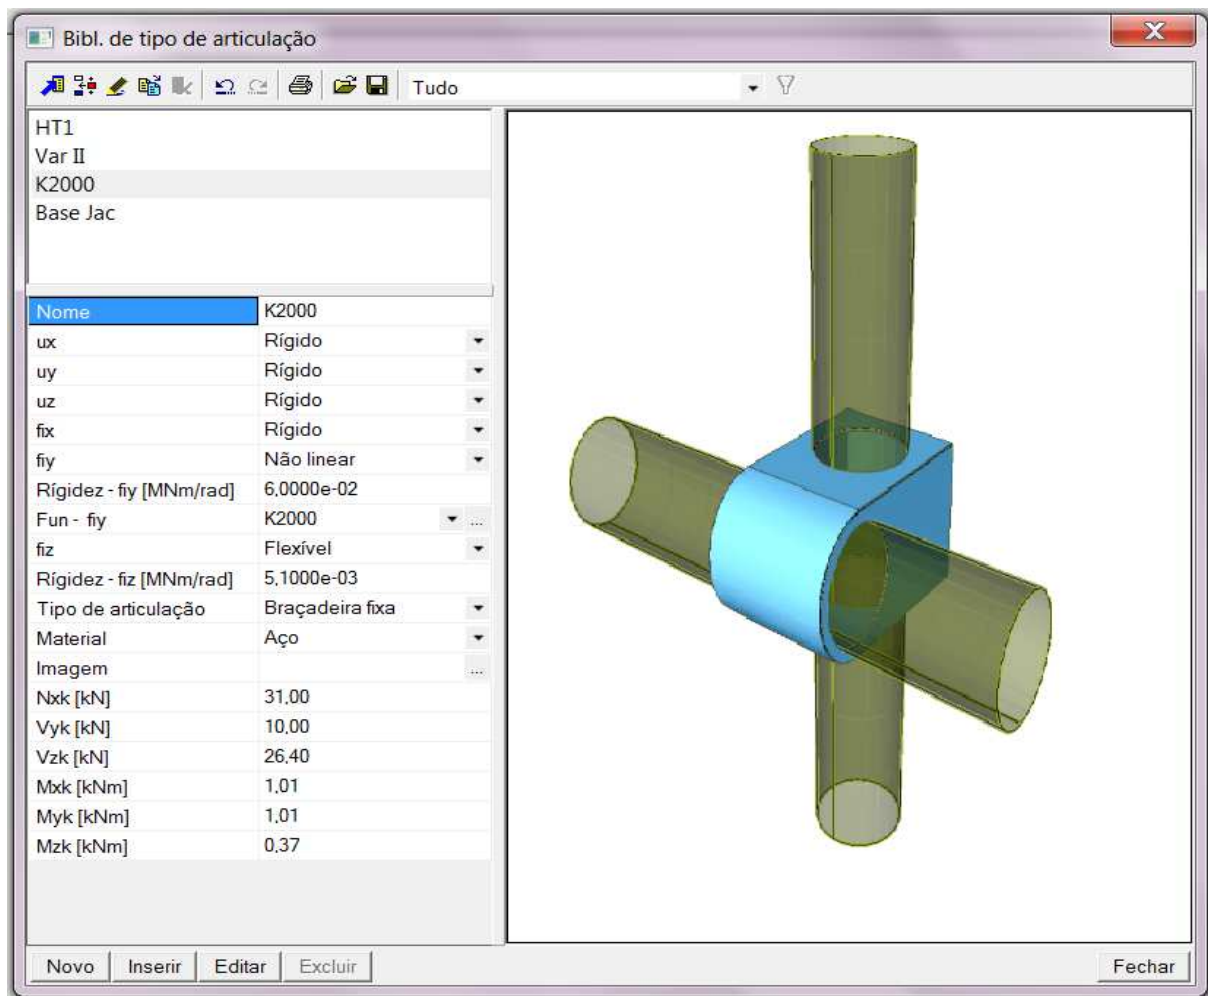 Bibl. de tipo de articulação
Tudo
HT1
Var II
K2000
Base Jac
Nome K2000
ux Rígido
uy Rígido
uz Rígido
fix Rígido
fiy Não linear
Rígidez - fiy [MNm/rad] 6,0000e-02
Fun - fiy K2000 ...
fiz Flexível
Rígidez - fiz [MNm/rad] 5,1000e-03
Tipo de articulação Braçadeira fixa
Material Aço
Imagem ...
Nxk [kN] 31,00
Vyk [kN] 10,00
Vzk [kN] 26,40
Mxk [kNm] 1,01
Myk [kNm] 1,01
Mzk [kNm] 0,37
Novo Inserir Editar Excluir Fechar